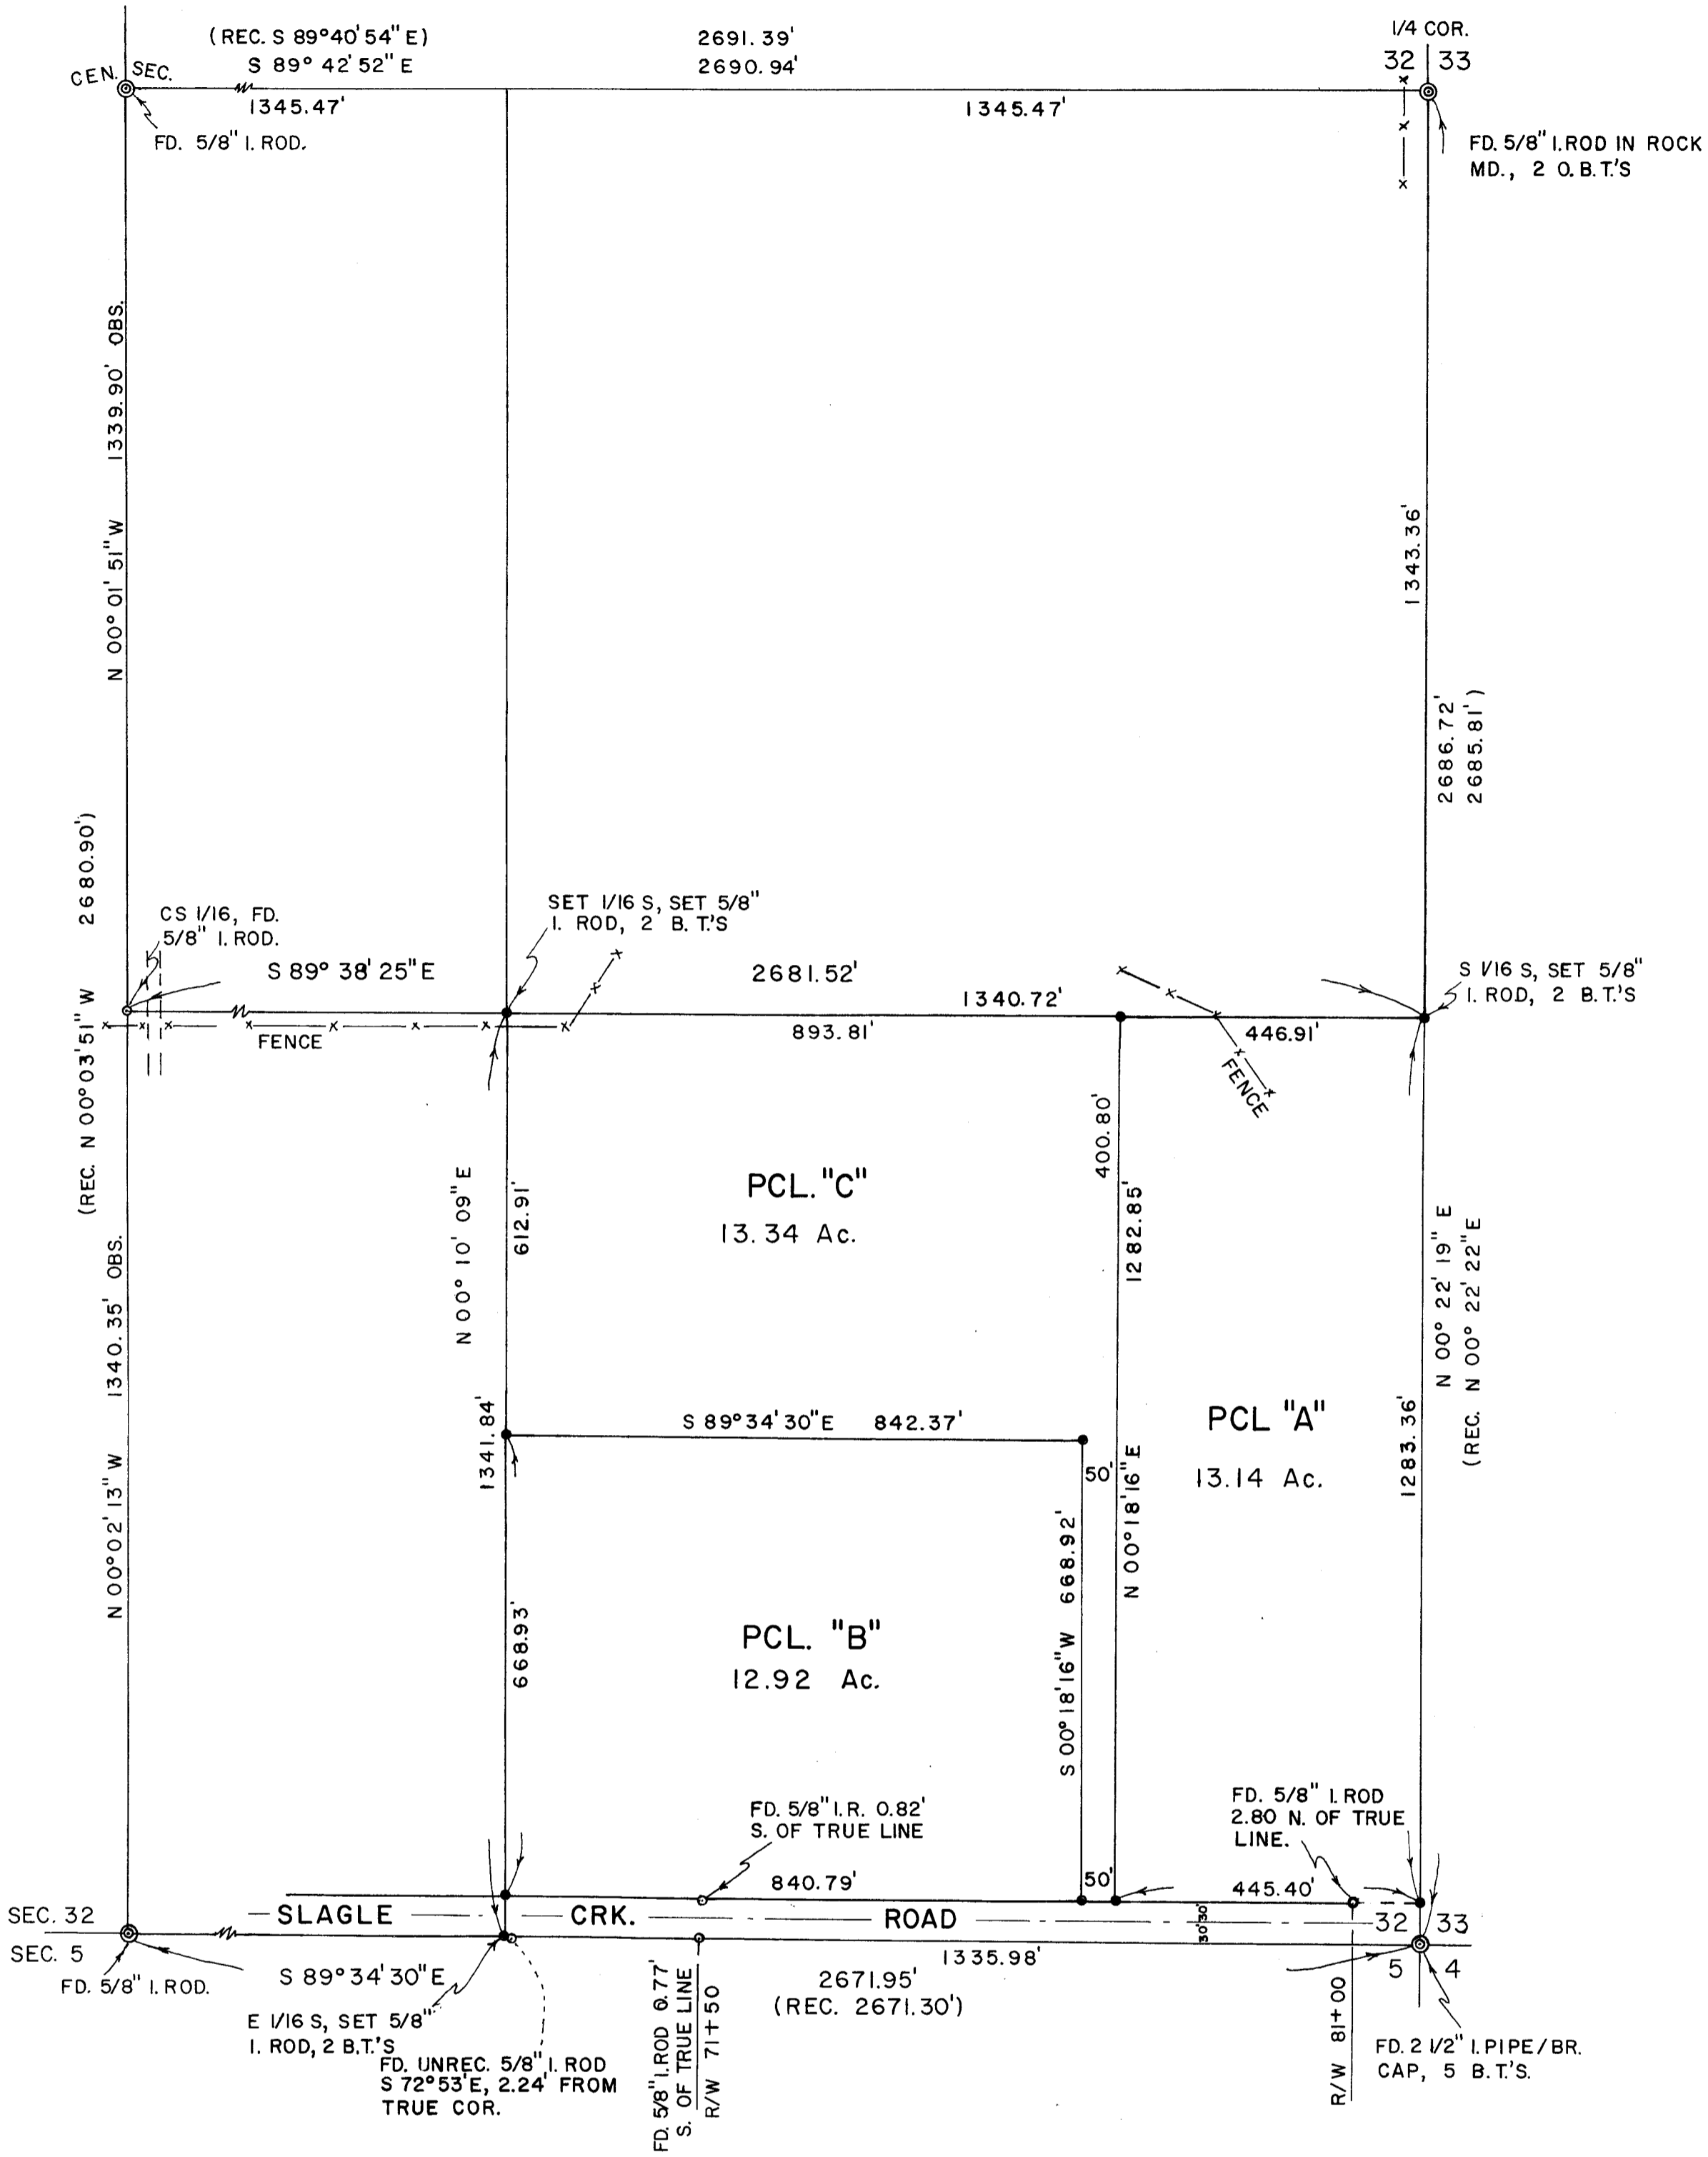 (REC. S 89°40'54" E)
S 89° 42' 52" E
2691.39'
2690.94'
1/4 COR.
32 33
CEN. SEC.
1345.47'
1345.47'
FD. 5/8" I. ROD.
FD. 5/8" I. ROD IN ROCK
MD., 2 O. B. T.'S
N 00° 01' 51" W 1339.90' OBS.
1343.36'
2686.72'
2685.81')
(REC. N 00°03'51" W 2680.90')
CS 1/16, FD.
5/8" I. ROD.
SET 1/16 S, SET 5/8"
I. ROD, 2 B. T.'S
S 89° 38' 25" E
2681.52'
1340.72'
S 1/16 S, SET 5/8"
I. ROD, 2 B. T.'S
FENCE
893.81'
446.91'
FENCE
400.80'
N 00° 10' 09" E
612.91'
PCL. "C"
13.34 Ac.
1282.85'
N 00° 22' 19" E
(REC. N 00° 22' 22" E
N 00°02' 13" W 1340.35' OBS.
1341.84'
S 89°34' 30" E 842.37'
PCL "A"
13.14 Ac.
1283.36'
50'
N 00°18'16" E
S 00°18'16" W 668.92'
668.93'
PCL. "B"
12.92 Ac.
FD. 5/8" I.R. 0.82'
S. OF TRUE LINE
FD. 5/8" I. ROD
2.80 N. OF TRUE
LINE.
840.79'
50'
445.40'
SEC. 32
SLAGLE CRK. ROAD
30' 30'
32 33
SEC. 5
5 4
FD. 5/8" I. ROD.
S 89°34'30" E
1335.98'
2671.95'
(REC. 2671.30')
E 1/16 S, SET 5/8"
I. ROD, 2 B.T.'S
FD. UNREC. 5/8" I. ROD
S 72°53'E, 2.24' FROM
TRUE COR.
FD. 5/8" I. ROD 6.77'
S. OF TRUE LINE
R/W 71+50
R/W 81+00
FD. 2 1/2" I. PIPE / BR.
CAP, 5 B.T.'S.